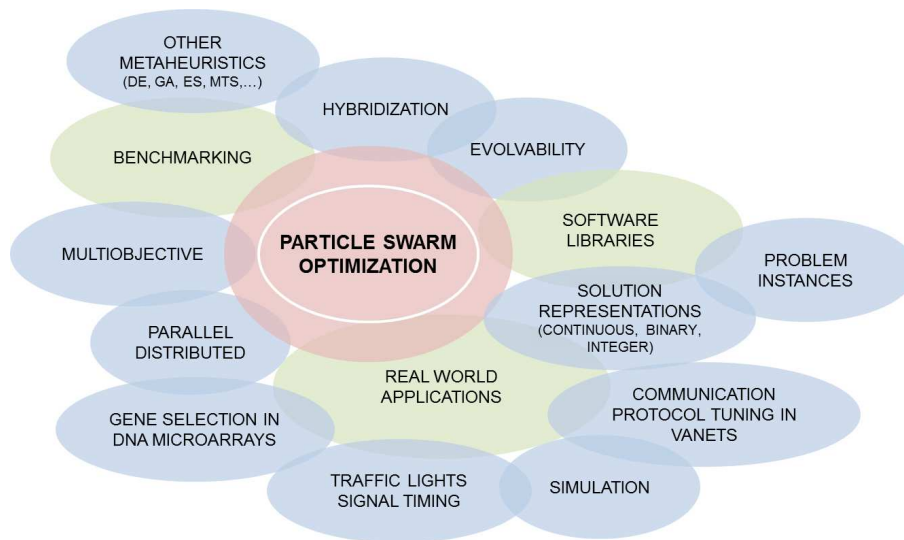 OTHER
METAHEURISTICS
(DE, GA, ES, MTS,…)
HYBRIDIZATION
EVOLVABILITY
BENCHMARKING
SOFTWARE
LIBRARIES
PARTICLE SWARM
OPTIMIZATION
MULTIOBJECTIVE
PROBLEM
INSTANCES
SOLUTION
REPRESENTATIONS
(CONTINUOUS, BINARY,
INTEGER)
PARALLEL
DISTRIBUTED
REAL WORLD
APPLICATIONS
COMMUNICATION
PROTOCOL TUNING IN
VANETS
GENE SELECTION IN
DNA MICROARRAYS
TRAFFIC LIGHTS
SIGNAL TIMING
SIMULATION